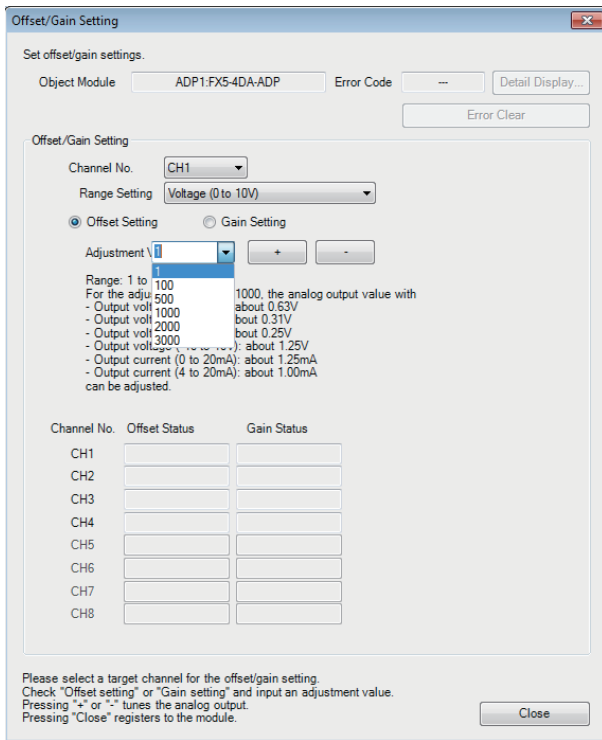 Offset/Gain Setting
Set offset/gain settings.
Object Module ADP1:FX5-4DA-ADP Error Code --- Detail Display...
Error Clear
Offset/Gain Setting
Channel No. CH1
Range Setting Voltage (0 to 10V)
Offset Setting Gain Setting
Adjustment 1 + -
1
100
500
1000
2000
3000
Range: 1 to
For the 1000, the analog output value with
- Output about 0.63V
- Output about 0.31V
- Output about 0.25V
- Output about 1.25V
- Output current (0 to 20mA): about 1.25mA
- Output current (4 to 20mA): about 1.00mA
can be adjusted.
Channel No. Offset Status Gain Status
CH1
CH2
CH3
CH4
CH5
CH6
CH7
CH8
Please select a target channel for the offset/gain setting.
Check "Offset setting" or "Gain setting" and input an adjustment value.
Pressing "+" or "-" tunes the analog output.
Pressing "Close" registers to the module.
Close